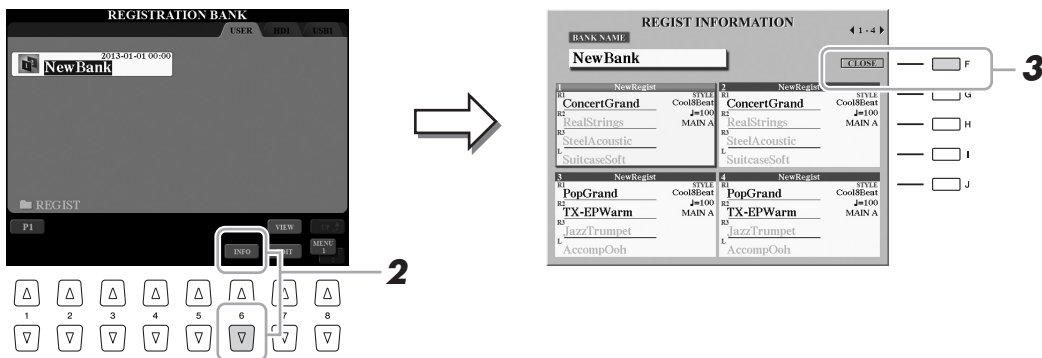 REGISTRATION BANK
USER HD1 USB1
2013-01-01 00:00
NewBank
REGIST
P1
VIEW
UP
INFO
EDIT
MENU 1
2
1 2 3 4 5 6 7 8
REGIST INFORMATION
1 - 4
BANK NAME
NewBank
CLOSE
F
3
G
H
I
J
1 NewRegist
R1 STYLE
ConcertGrand Cool8Beat
R2 ♩=100
RealStrings MAIN A
R3
SteelAcoustic
L
SuitcaseSoft
2 NewRegist
R1 STYLE
ConcertGrand Cool8Beat
R2 ♩=100
RealStrings MAIN A
R3
SteelAcoustic
L
SuitcaseSoft
3 NewRegist
R1 STYLE
PopGrand Cool8Beat
R2 ♩=100
TX-EPWarm MAIN A
R3
JazzTrumpet
L
AccompOoh
4 NewRegist
R1 STYLE
PopGrand Cool8Beat
R2 ♩=100
TX-EPWarm MAIN A
R3
JazzTrumpet
L
AccompOoh